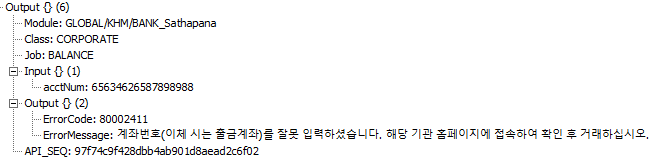 Output {} (6)
Module: GLOBAL/KHM/BANK_Sathapana
Class: CORPORATE
Job: BALANCE
Input {} (1)
acctNum: 65634626587898988
Output {} (2)
ErrorCode: 80002411
ErrorMessage: 계좌번호(이체 시는 출금계좌)를 잘못 입력하셨습니다. 해당 기관 홈페이지에 접속하여 확인 후 거래하십시오.
API_SEQ: 97f74c9f428dbb4ab901d8aead2c6f02